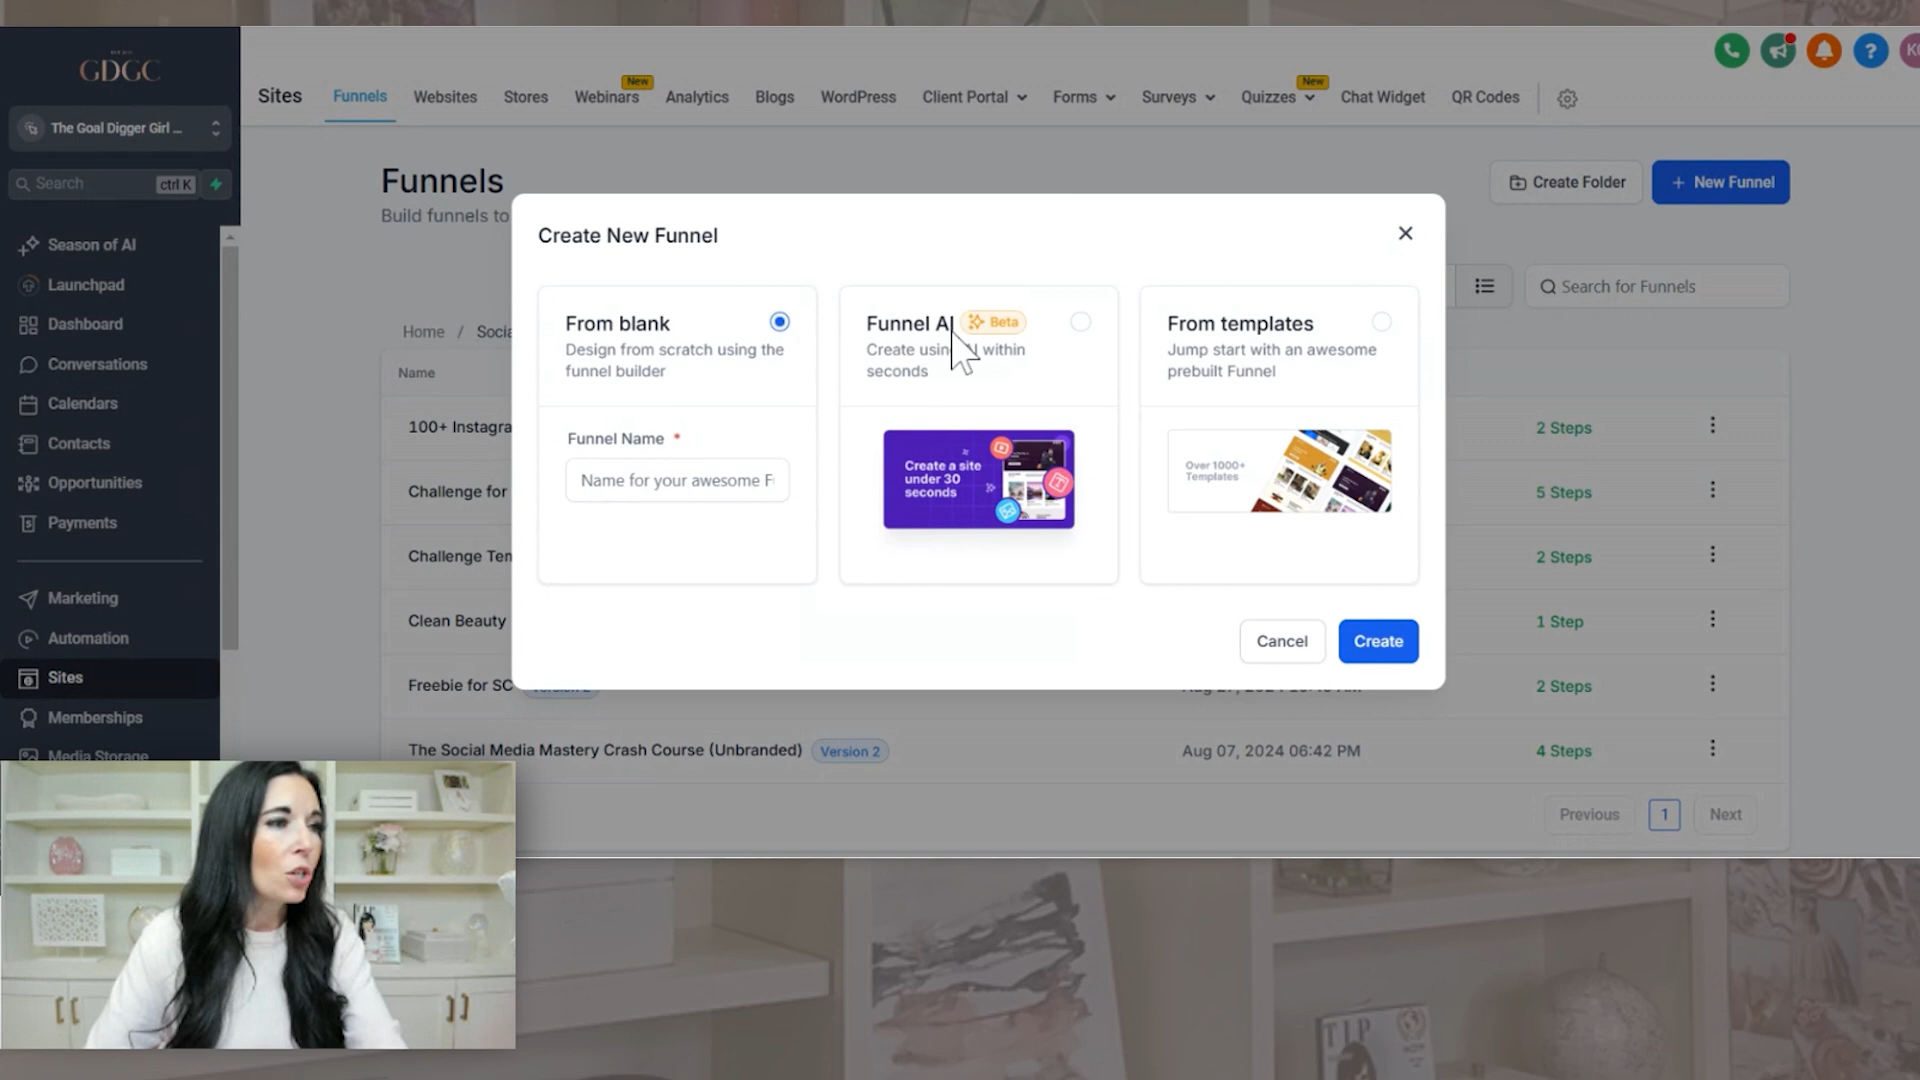 GDGC
The Goal Digger Girl ...
Search
ctrl K
Season of AI
Launchpad
Dashboard
Conversations
Calendars
Contacts
Opportunities
Payments
Marketing
Automation
Sites
Memberships
Media Storage
Sites
Funnels
Websites
Stores
Webinars
New
Analytics
Blogs
WordPress
Client Portal
Forms
Surveys
Quizzes
New
Chat Widget
QR Codes
?
Funnels
Build funnels to
Create Folder
+ New Funnel
Search for Funnels
Home /
Name
100+
2 Steps
Challenge for
5 Steps
Challenge
2 Steps
Clean Beauty
1 Step
Freebie for SC
2 Steps
The Social Media Mastery Crash Course (Unbranded)
Version 2
Aug 07, 2024 06:42 PM
4 Steps
Previous
1
Next
Create New Funnel
From blank
Design from scratch using the
funnel builder
Funnel Name *
Name for your awesome
Funnel AI
Beta
Create using AI within
seconds
Create a site
under 30
seconds
From templates
Jump start with an awesome
prebuilt Funnel
Over 1000+
Templates
Cancel
Create